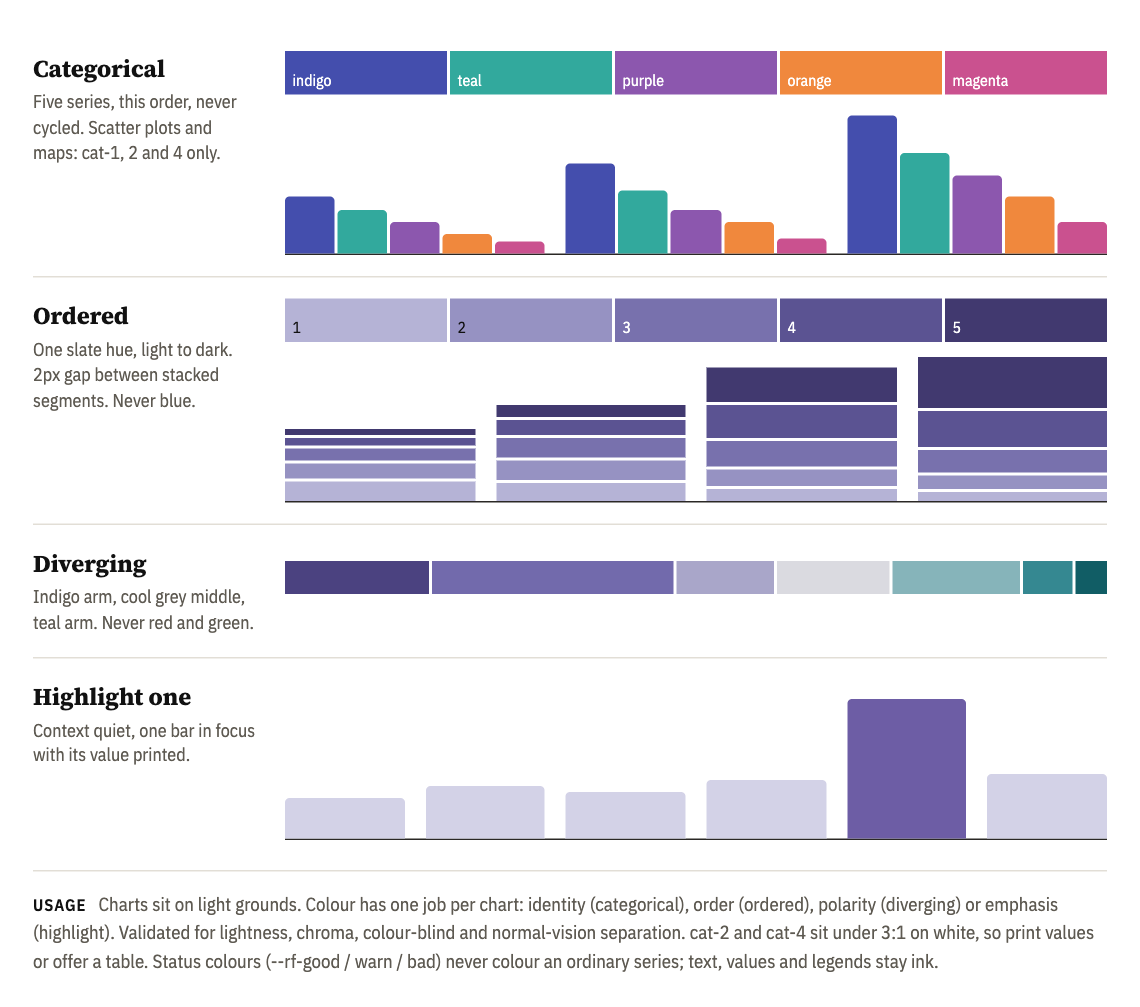 Categorical
Five series, this order, never
cycled. Scatter plots and
maps: cat-1, 2 and 4 only.
indigo
teal
purple
orange
magenta
Ordered
One slate hue, light to dark.
2px gap between stacked
segments. Never blue.
1
2
3
4
5
Diverging
Indigo arm, cool grey middle,
teal arm. Never red and green.
Highlight one
Context quiet, one bar in focus
with its value printed.
USAGE Charts sit on light grounds. Colour has one job per chart: identity (categorical), order (ordered), polarity (diverging) or emphasis
(highlight). Validated for lightness, chroma, colour-blind and normal-vision separation. cat-2 and cat-4 sit under 3:1 on white, so print values
or offer a table. Status colours (--rf-good / warn / bad) never colour an ordinary series; text, values and legends stay ink.